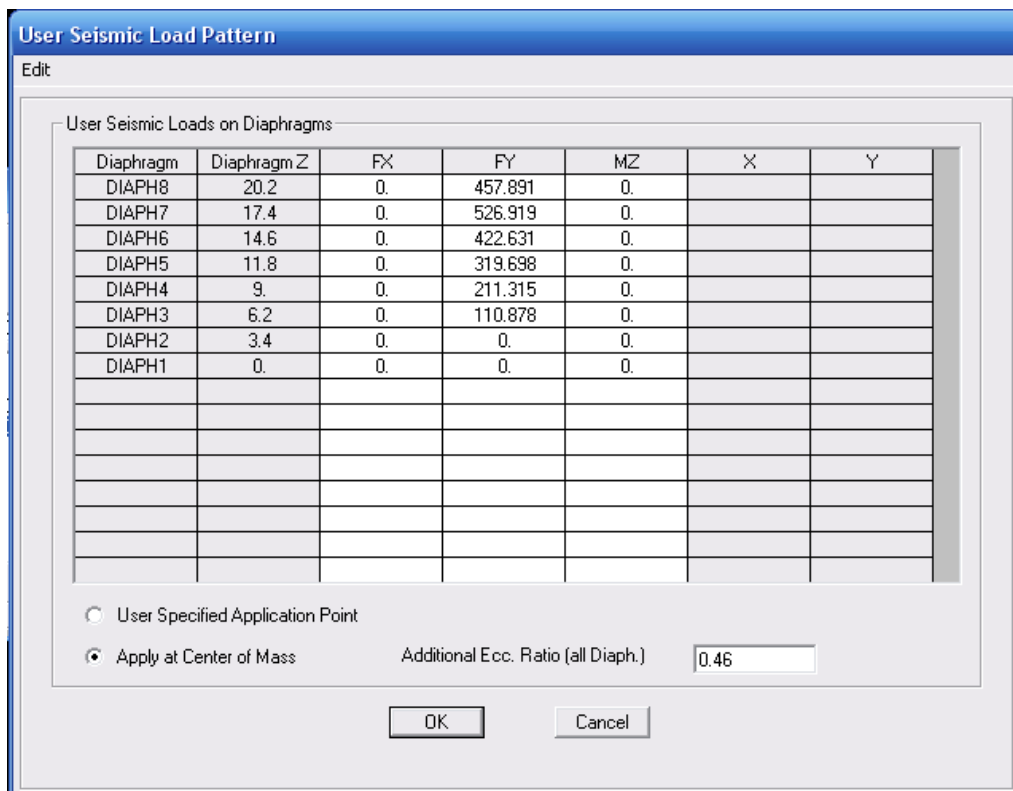 User Seismic Load Pattern
Edit
User Seismic Loads on Diaphragms
Diaphragm Diaphragm Z FX FY MZ X Y
DIAPH8 20.2 0. 457.891 0.
DIAPH7 17.4 0. 526.919 0.
DIAPH6 14.6 0. 422.631 0.
DIAPH5 11.8 0. 319.698 0.
DIAPH4 9. 0. 211.315 0.
DIAPH3 6.2 0. 110.878 0.
DIAPH2 3.4 0. 0. 0.
DIAPH1 0. 0. 0. 0.
User Specified Application Point
Apply at Center of Mass Additional Ecc. Ratio (all Diaph.) 0.46
OK Cancel